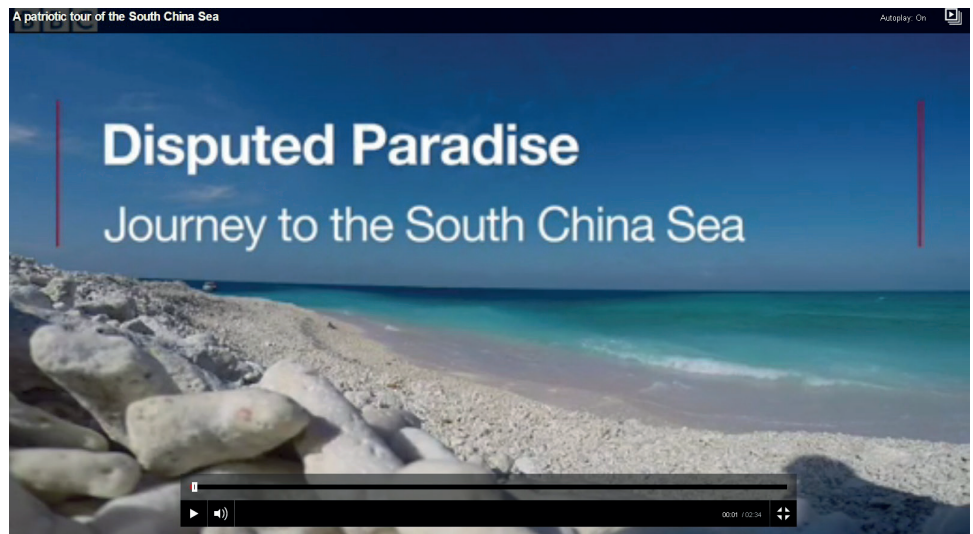 A patriotic tour of the South China Sea
BBC
Autoplay: On
Disputed Paradise
Journey to the South China Sea
00:01 / 02:34